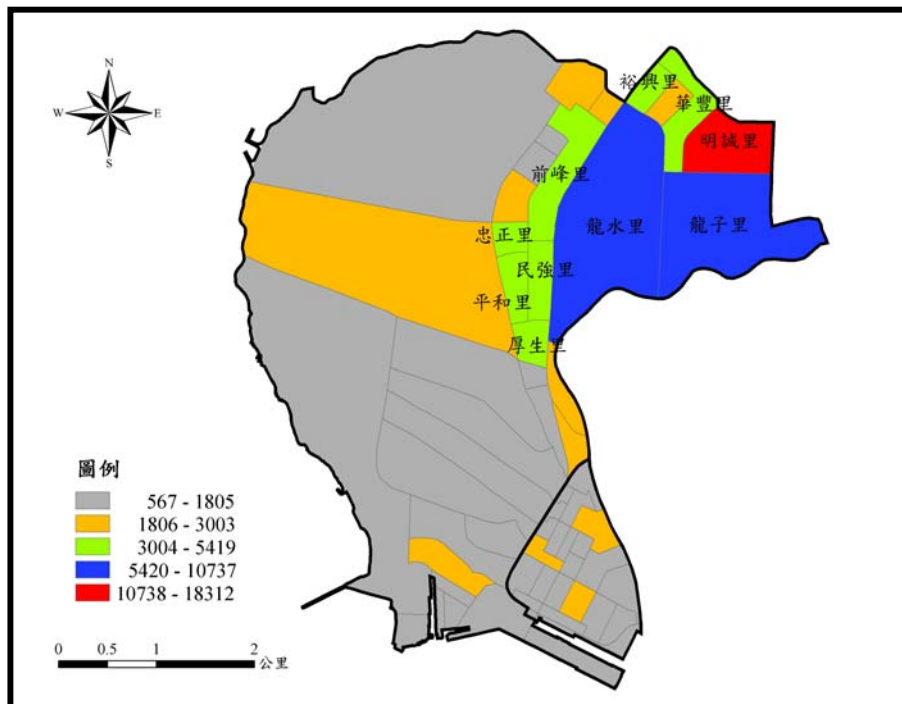 N
W
E
S
裕興里
華豐里
明誠里
前峰里
龍水里
龍子里
忠正里
民強里
平和里
厚生里
圖例
567 - 1805
1806 - 3003
3004 - 5419
5420 - 10737
10738 - 18312
0 0.5 1 2
公里